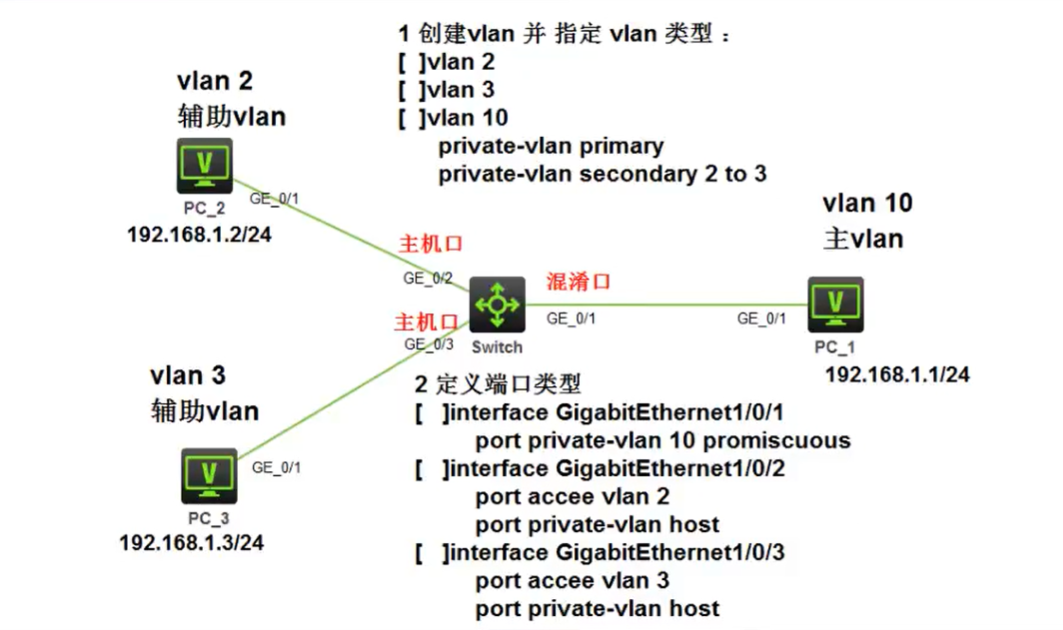 1 创建vlan 并 指定 vlan 类型 ：
[ ]vlan 2
[ ]vlan 3
[ ]vlan 10
private-vlan primary
private-vlan secondary 2 to 3
vlan 2
辅助vlan
V
PC_2
GE_0/1
192.168.1.2/24
主机口
GE_0/2
主机口
GE_0/3
Switch
混淆口
GE_0/1
vlan 10
主vlan
V
GE_0/1
PC_1
192.168.1.1/24
vlan 3
辅助vlan
V
GE_0/1
PC_3
192.168.1.3/24
2 定义端口类型
[ ]interface GigabitEthernet1/0/1
port private-vlan 10 promiscuous
[ ]interface GigabitEthernet1/0/2
port accee vlan 2
port private-vlan host
[ ]interface GigabitEthernet1/0/3
port accee vlan 3
port private-vlan host